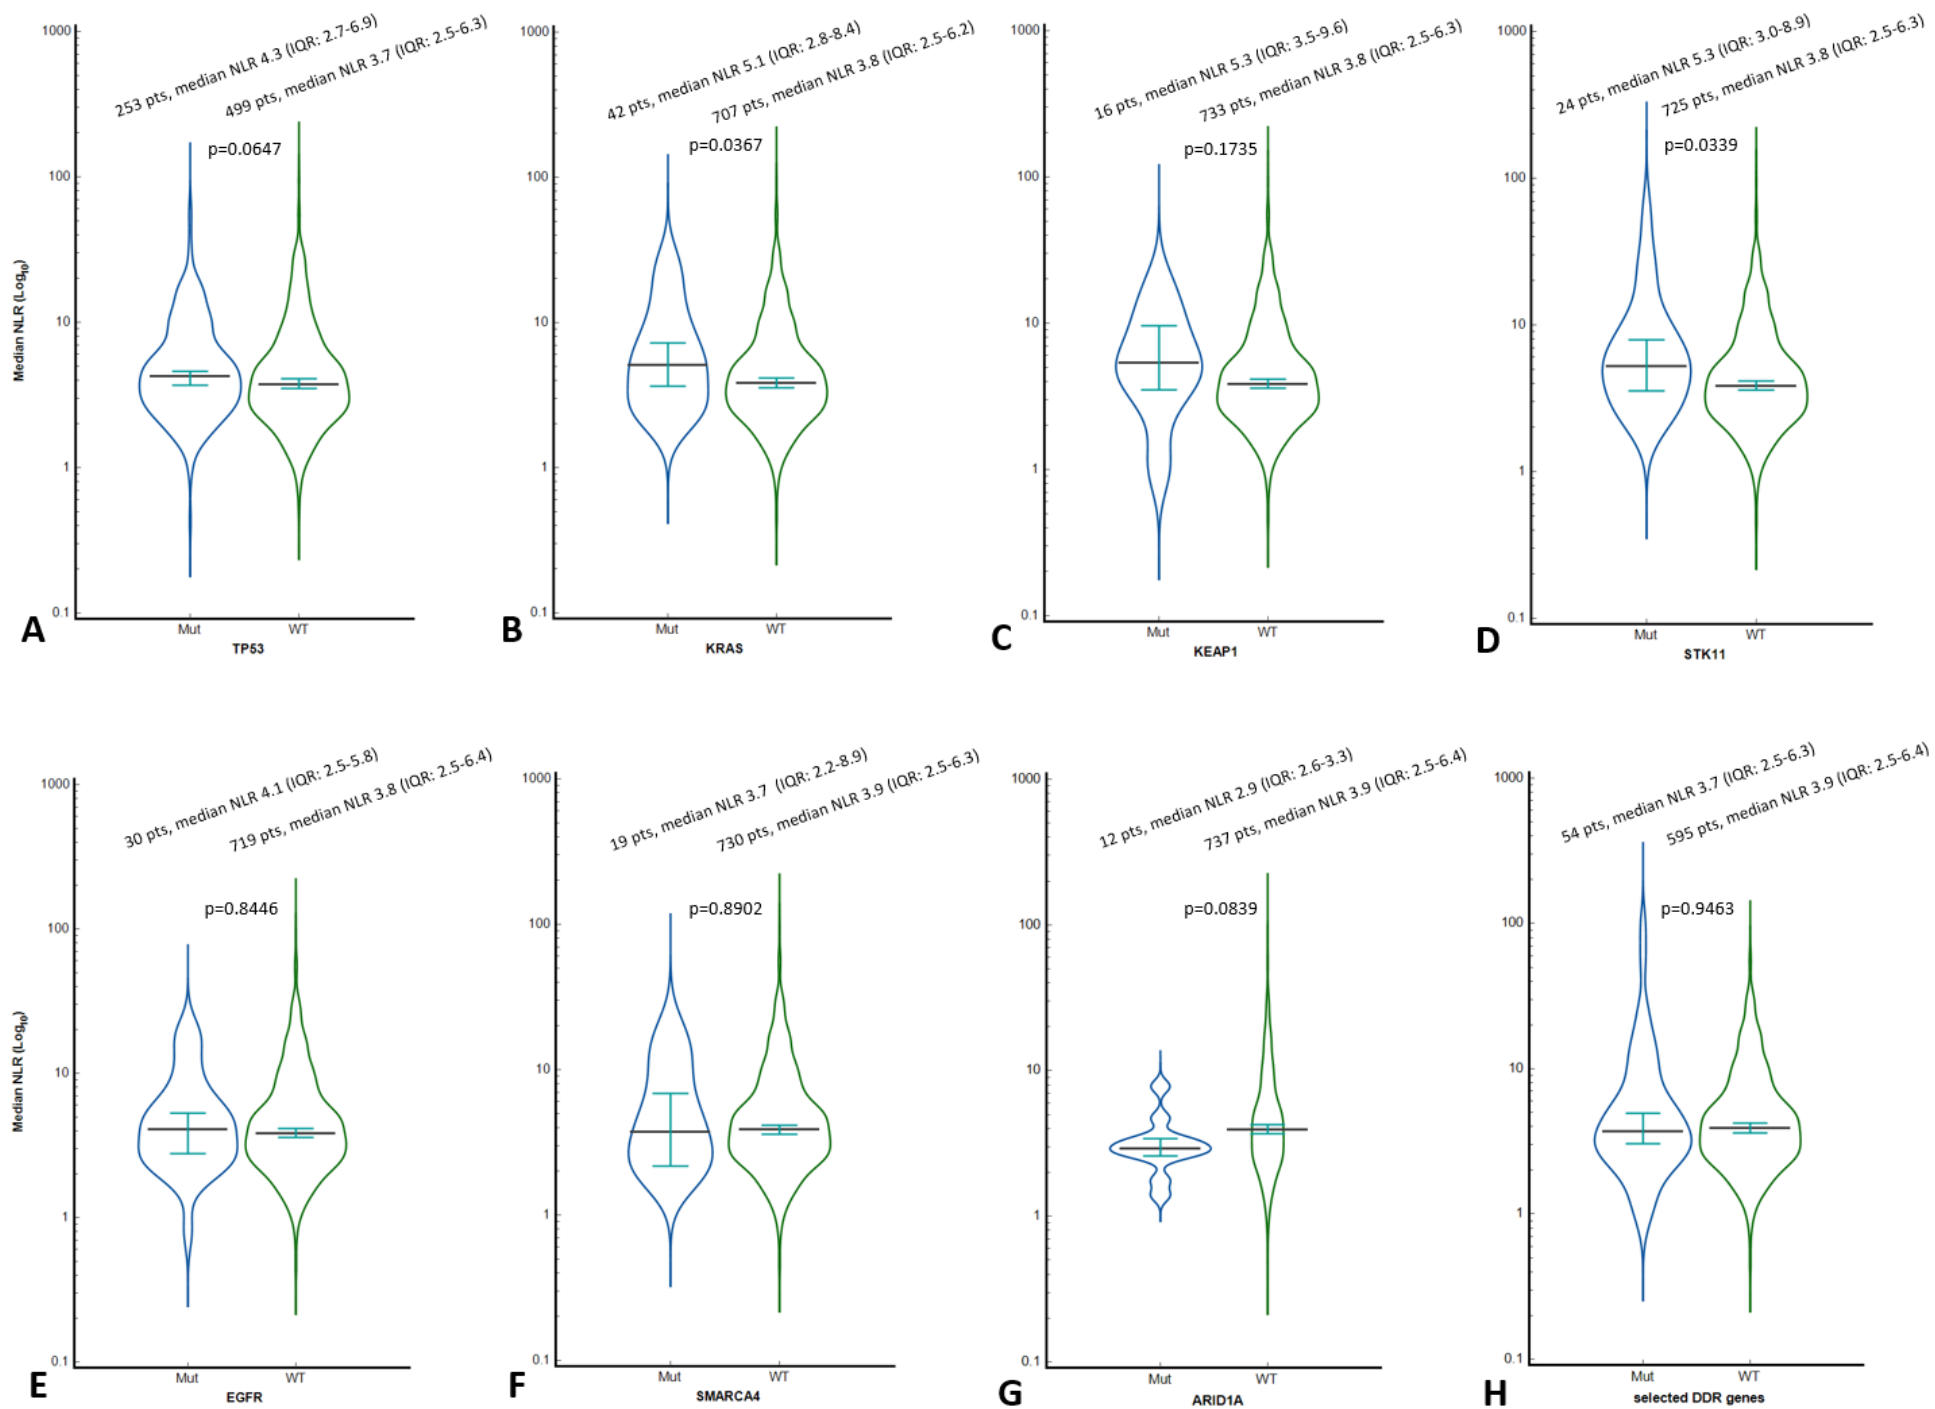 253 pts, median NLR 4.3 (IQR: 2.7-6.9)
499 pts, median NLR 3.7 (IQR: 2.5-6.3)
p=0.0647
1000
100
10
1
0.1
Median NLR (Log10)
Mut
WT
TP53
A
42 pts, median NLR 5.1 (IQR: 2.8-8.4)
707 pts, median NLR 3.8 (IQR: 2.5-6.2)
p=0.0367
1000
100
10
1
0.1
Mut
WT
KRAS
B
16 pts, median NLR 5.3 (IQR: 3.5-9.6)
733 pts, median NLR 3.8 (IQR: 2.5-6.3)
p=0.1735
1000
100
10
1
0.1
Mut
WT
KEAP1
C
24 pts, median NLR 5.3 (IQR: 3.0-8.9)
725 pts, median NLR 3.8 (IQR: 2.5-6.3)
p=0.0339
1000
100
10
1
0.1
Mut
WT
STK11
D
30 pts, median NLR 4.1 (IQR: 2.5-5.8)
719 pts, median NLR 3.8 (IQR: 2.5-6.4)
p=0.8446
1000
100
10
1
0.1
Median NLR (Log10)
Mut
WT
EGFR
E
19 pts, median NLR 3.7 (IQR: 2.2-8.9)
730 pts, median NLR 3.9 (IQR: 2.5-6.3)
p=0.8902
1000
100
10
1
0.1
Mut
WT
SMARCA4
F
12 pts, median NLR 2.9 (IQR: 2.6-3.3)
737 pts, median NLR 3.9 (IQR: 2.5-6.4)
p=0.0839
1000
100
10
1
0.1
Mut
WT
ARID1A
G
54 pts, median NLR 3.7 (IQR: 2.5-6.3)
595 pts, median NLR 3.9 (IQR: 2.5-6.4)
p=0.9463
1000
100
10
1
0.1
Mut
WT
selected DDR genes
H